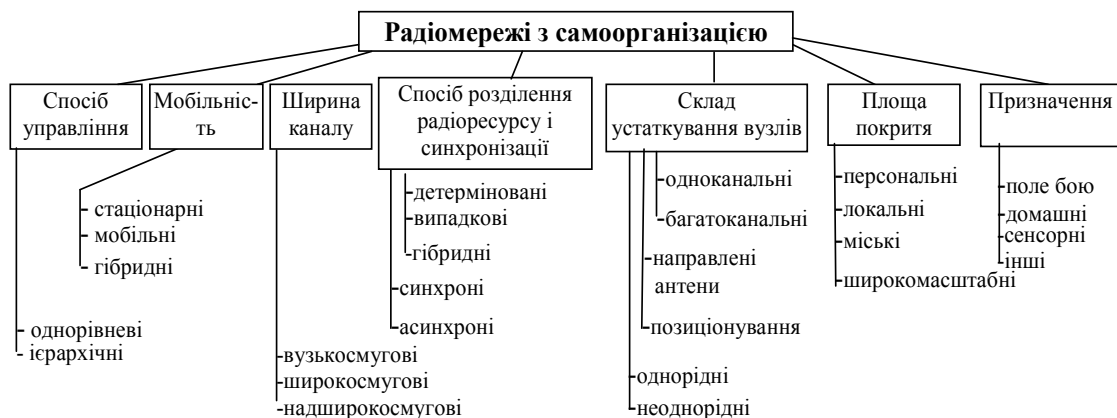 Радіомережі з самоорганізацією
Спосіб
управління
Мобільніс-
ть
Ширина
каналу
Спосіб розділення
радіоресурсу і
синхронізації
Склад
устаткування вузлів
Площа
покритя
Призначення
- однорівневі
- ієрархічні
- стаціонарні
- мобільні
- гібридні
-вузькосмугові
-широкосмугові
-надширокосмугові
-детерміновані
-випадкові
-гібридні
-синхроні
-асинхроні
-одноканальні
-багатоканальні
-направлені
антени
-позиціонування
-однорідні
-неоднорідні
-персональні
-локальні
-міські
-широкомасштабні
-поле бою
-домашні
-сенсорні
-інші